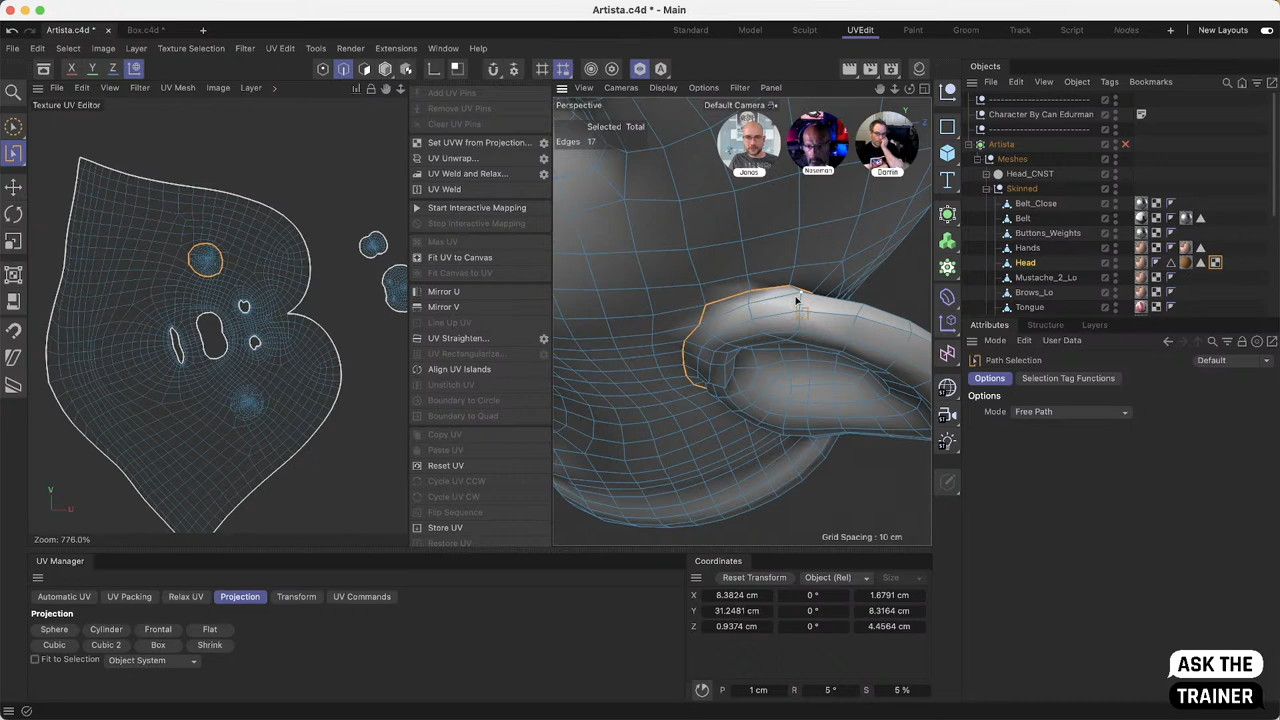 Artista.c4d * - Main
Artista.c4d * × Box.c4d * +
Standard Model Sculpt UVEdit Paint Groom Track Script Nodes + New Layouts
File Edit Select Image Layer Texture Selection Filter UV Edit Tools Render Extensions Window Help
X Y Z
File Edit View Filter UV Mesh Image Layer >
Texture UV Editor
V
U
Zoom: 776.0%
Add UV Pins
Remove UV Pins
Clear UV Pins
Set UVW from Projection...
UV Unwrap...
UV Weld and Relax...
UV Weld
Start Interactive Mapping
Stop Interactive Mapping
Max UV
Fit UV to Canvas
Fit Canvas to UV
Mirror U
Mirror V
Line Up UV
UV Straighten...
UV Rectangularize...
Align UV Islands
Unstitch UV
Boundary to Circle
Boundary to Quad
Copy UV
Paste UV
Reset UV
Cycle UV CCW
Cycle UV CW
Flip Sequence
Store UV
Restore UV
View Cameras Display Options Filter Panel
Perspective Default Camera
Selected Total
Edges 17
Y
Z
Jonas Noseman Darrin
Grid Spacing : 10 cm
Objects
File Edit View Object Tags Bookmarks
----------------------------
Character By Can Edurman
----------------------------
Artista
Meshes
Head_CNST
Skinned
Belt_Close
Belt
Buttons_Weights
Hands
Head
Mustache_2_Lo
Brows_Lo
Tongue
Attributes Structure Layers
Mode Edit User Data
Path Selection Default
Options Selection Tag Functions
Options
Mode Free Path
UV Manager
Automatic UV UV Packing Relax UV Projection Transform UV Commands
Projection
Sphere Cylinder Frontal Flat
Cubic Cubic 2 Box Shrink
Fit to Selection Object System
Coordinates
Reset Transform Object (Rel) Size
X 8.3824 cm 0 ° 1.6791 cm
Y 31.2481 cm 0 ° 8.3164 cm
Z 0.9374 cm 0 ° 4.4564 cm
P 1 cm R 5 ° S 5 %
ST
ST
ASK THE
TRAINER